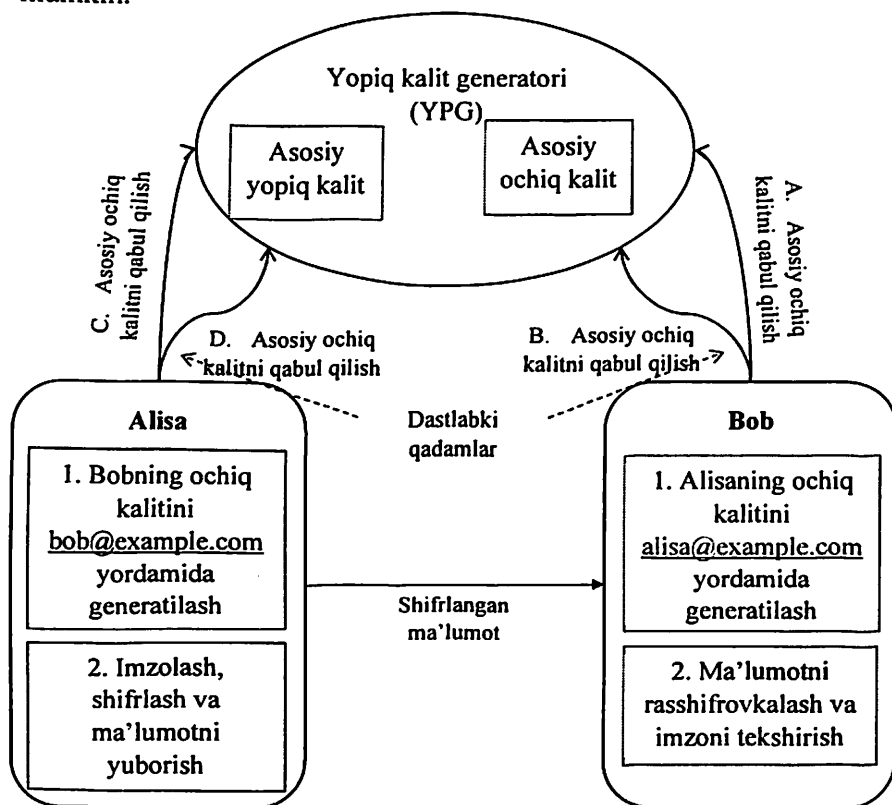 Yopiq kalit generatori
(YPG)
Asosiy
yopiq kalit
Asosiy
ochiq kalit
C. Asosiy ochiq
kalitni qabul qilish
A. Asosiy ochiq
kalitni qabul qilish
D. Asosiy ochiq
kalitni qabul qilish
B. Asosiy ochiq
kalitni qabul qilish
Dastlabki
qadamlar
Alisa
1. Bobning ochiq
kalitini
bob@example.com
yordamida
generatilash
2. Imzolash,
shifrlash va
ma'lumotni
yuborish
Shifrlangan
ma'lumot
Bob
1. Alisaning ochiq
kalitini
alisa@example.com
yordamida
generatilash
2. Ma'lumotni
rasshifrovkalash va
imzoni tekshirish